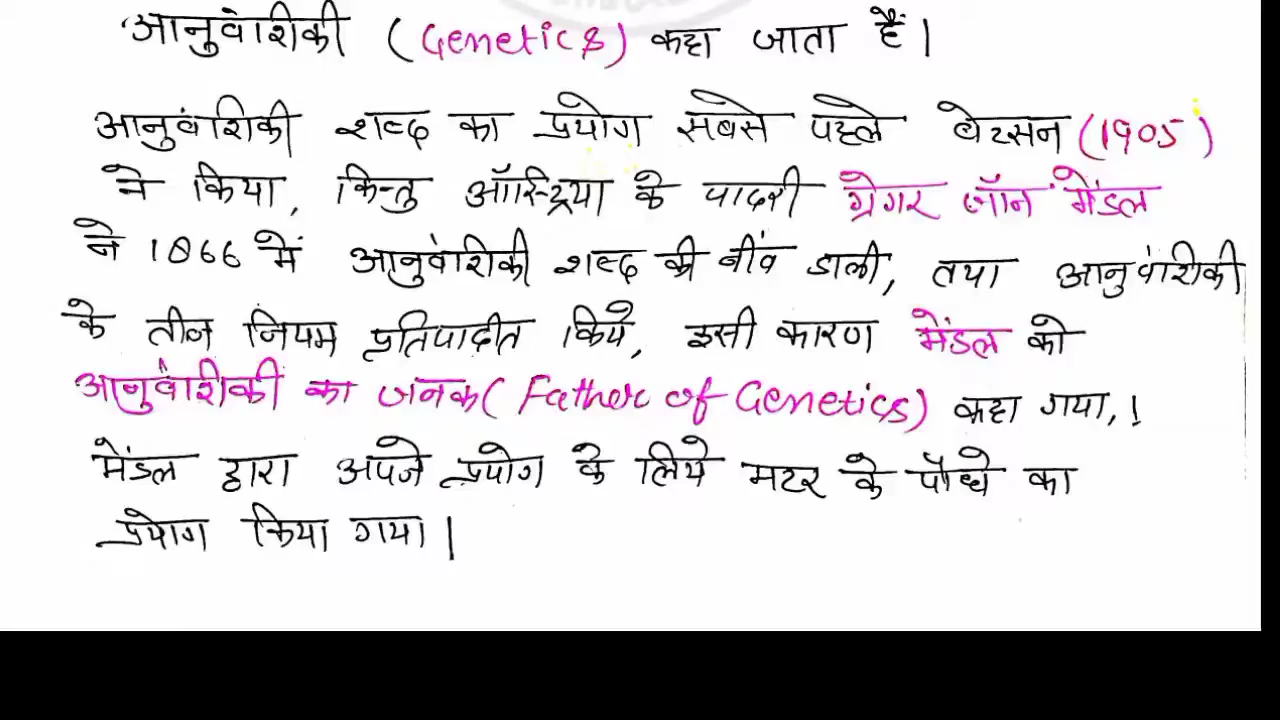 आनुवंशिकी (Genetics) कहा जाता हैं।
आनुवंशिकी शब्द का प्रयोग सबसे पहले वेटसन (1905)
ने किया, किन्तु ऑस्ट्रिया के पादरी ग्रेगर जॉन मेंडल
ने 1866 में आनुवंशिकी शब्द की नींव डाली, तथा आनुवंशिकी
के तीन नियम प्रतिपादीत किये, इसी कारण मेंडल को
आनुवंशिकी का जनक( Father of Genetics) कहा गया,।
मेंडल द्वारा अपने प्रयोग के लिये मटर के पौधे का
प्रयोग किया गया।